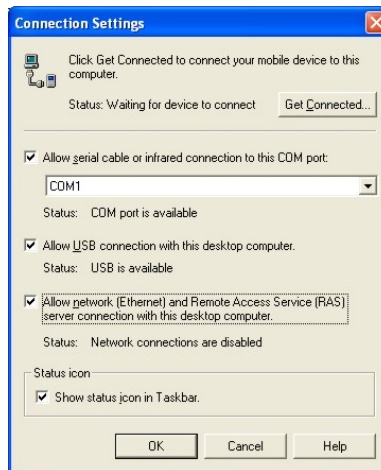 Connection Settings
Click Get Connected to connect your mobile device to this
computer.
Status: Waiting for device to connect
Get Connected...
Allow serial cable or infrared connection to this COM port:
COM1
Status: COM port is available
Allow USB connection with this desktop computer.
Status: USB is available
Allow network (Ethernet) and Remote Access Service (RAS)
server connection with this desktop computer.
Status: Network connections are disabled
Status icon
Show status icon in Taskbar.
OK
Cancel
Help